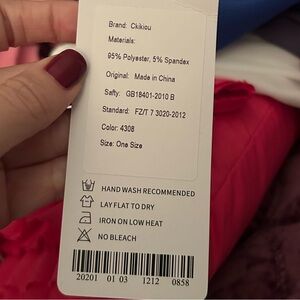 Brand: Ckikiou
Materials:
95% Polyester, 5% Spandex
Original: Made in China
Safty: GB18401-2010 B
Standard: FZ/T 7 3020-2012
Color: 4308
Size: One Size
HAND WASH RECOMMENDED
LAY FLAT TO DRY
IRON ON LOW HEAT
NO BLEACH
20201 01 03 1212 0858